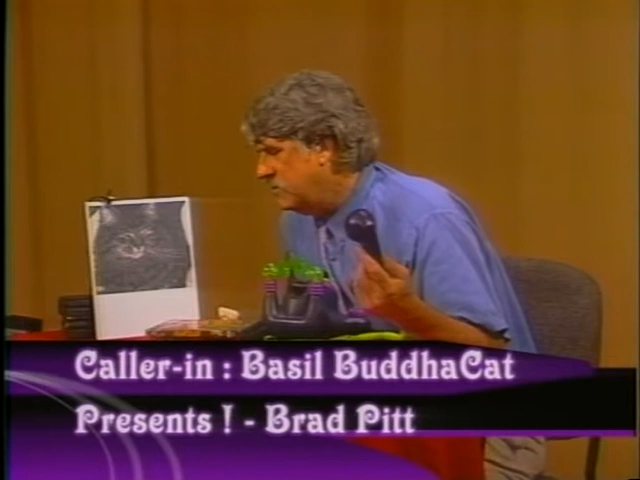 Caller-in : Basil BuddhaCat
Presents ! - Brad Pitt